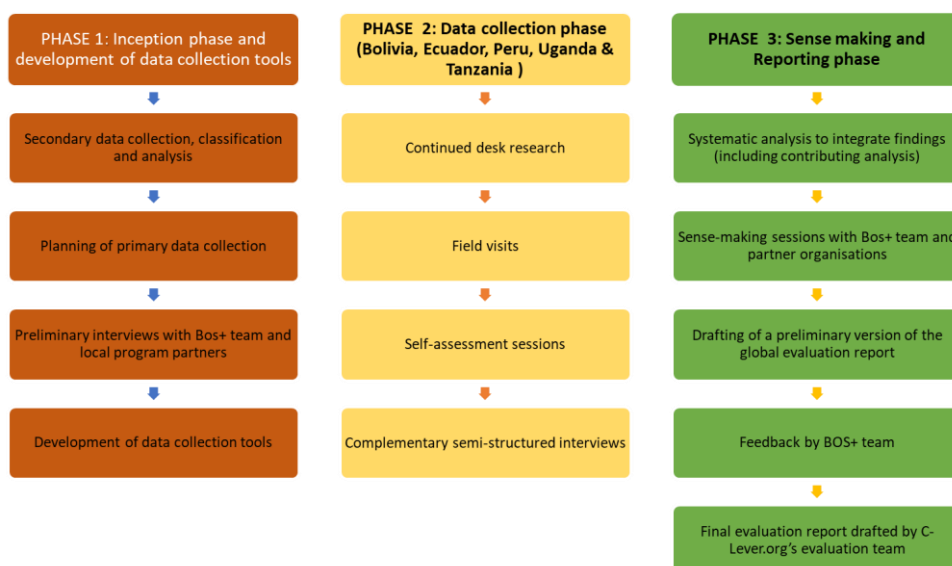 PHASE 1: Inception phase and
development of data collection tools
Secondary data collection, classification
and analysis
Planning of primary data collection
Preliminary interviews with Bos+ team and
local program partners
Development of data collection tools
PHASE 2: Data collection phase
(Bolivia, Ecuador, Peru, Uganda &
Tanzania )
Continued desk research
Field visits
Self-assessment sessions
Complementary semi-structured interviews
PHASE 3: Sense making and
Reporting phase
Systematic analysis to integrate findings
(including contributing analysis)
Sense-making sessions with Bos+ team and
partner organisations
Drafting of a preliminary version of the
global evaluation report
Feedback by BOS+ team
Final evaluation report drafted by C-
Lever.org's evaluation team